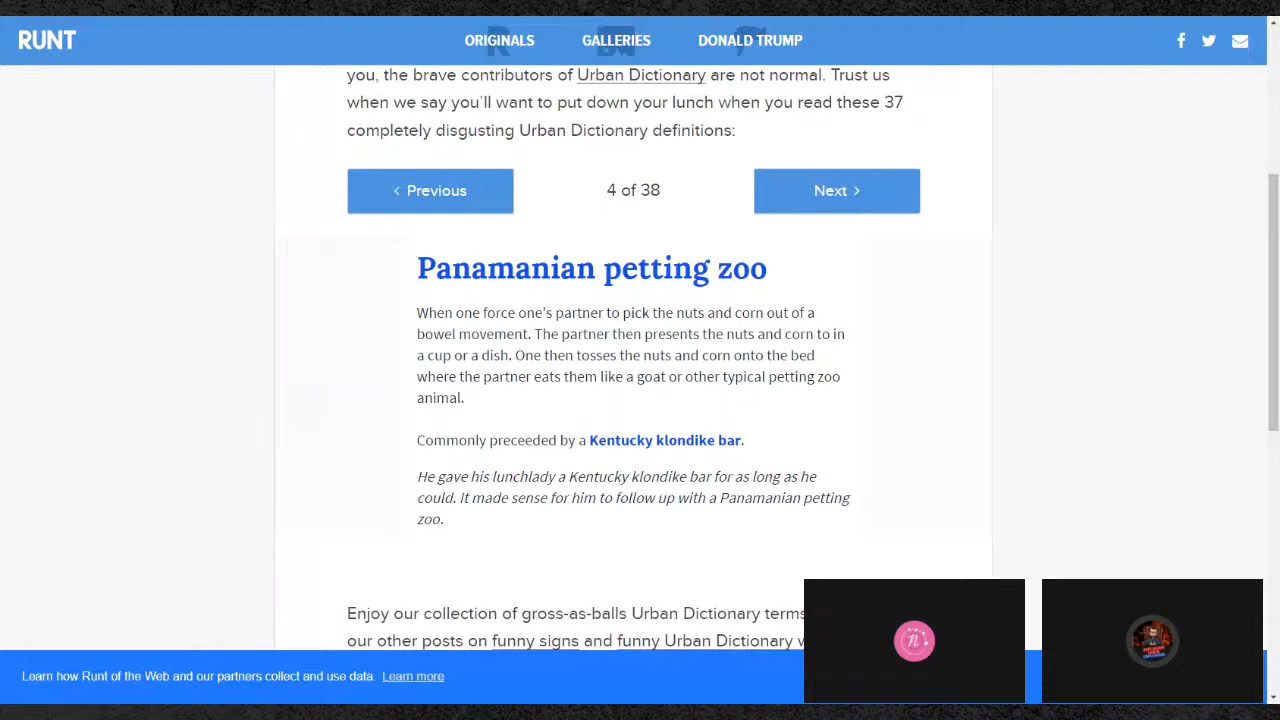 RUNT
ORIGINALS
GALLERIES
DONALD TRUMP
you, the brave contributors of Urban Dictionary are not normal. Trust us
when we say you'll want to put down your lunch when you read these 37
completely disgusting Urban Dictionary definitions:
Previous
4 of 38
Next
Panamanian petting zoo
When one force one's partner to pick the nuts and corn out of a
bowel movement. The partner then presents the nuts and corn to in
a cup or a dish. One then tosses the nuts and corn onto the bed
where the partner eats them like a goat or other typical petting zoo
animal.
Commonly preceeded by a Kentucky klondike bar.
He gave his lunchlady a Kentucky klondike bar for as long as he
could. It made sense for him to follow up with a Panamanian petting
zoo.
Enjoy our collection of gross-as-balls Urban Dictionary terms
our other posts on funny signs and funny Urban Dictionary
Learn how Runt of the Web and our partners collect and use data. Learn more